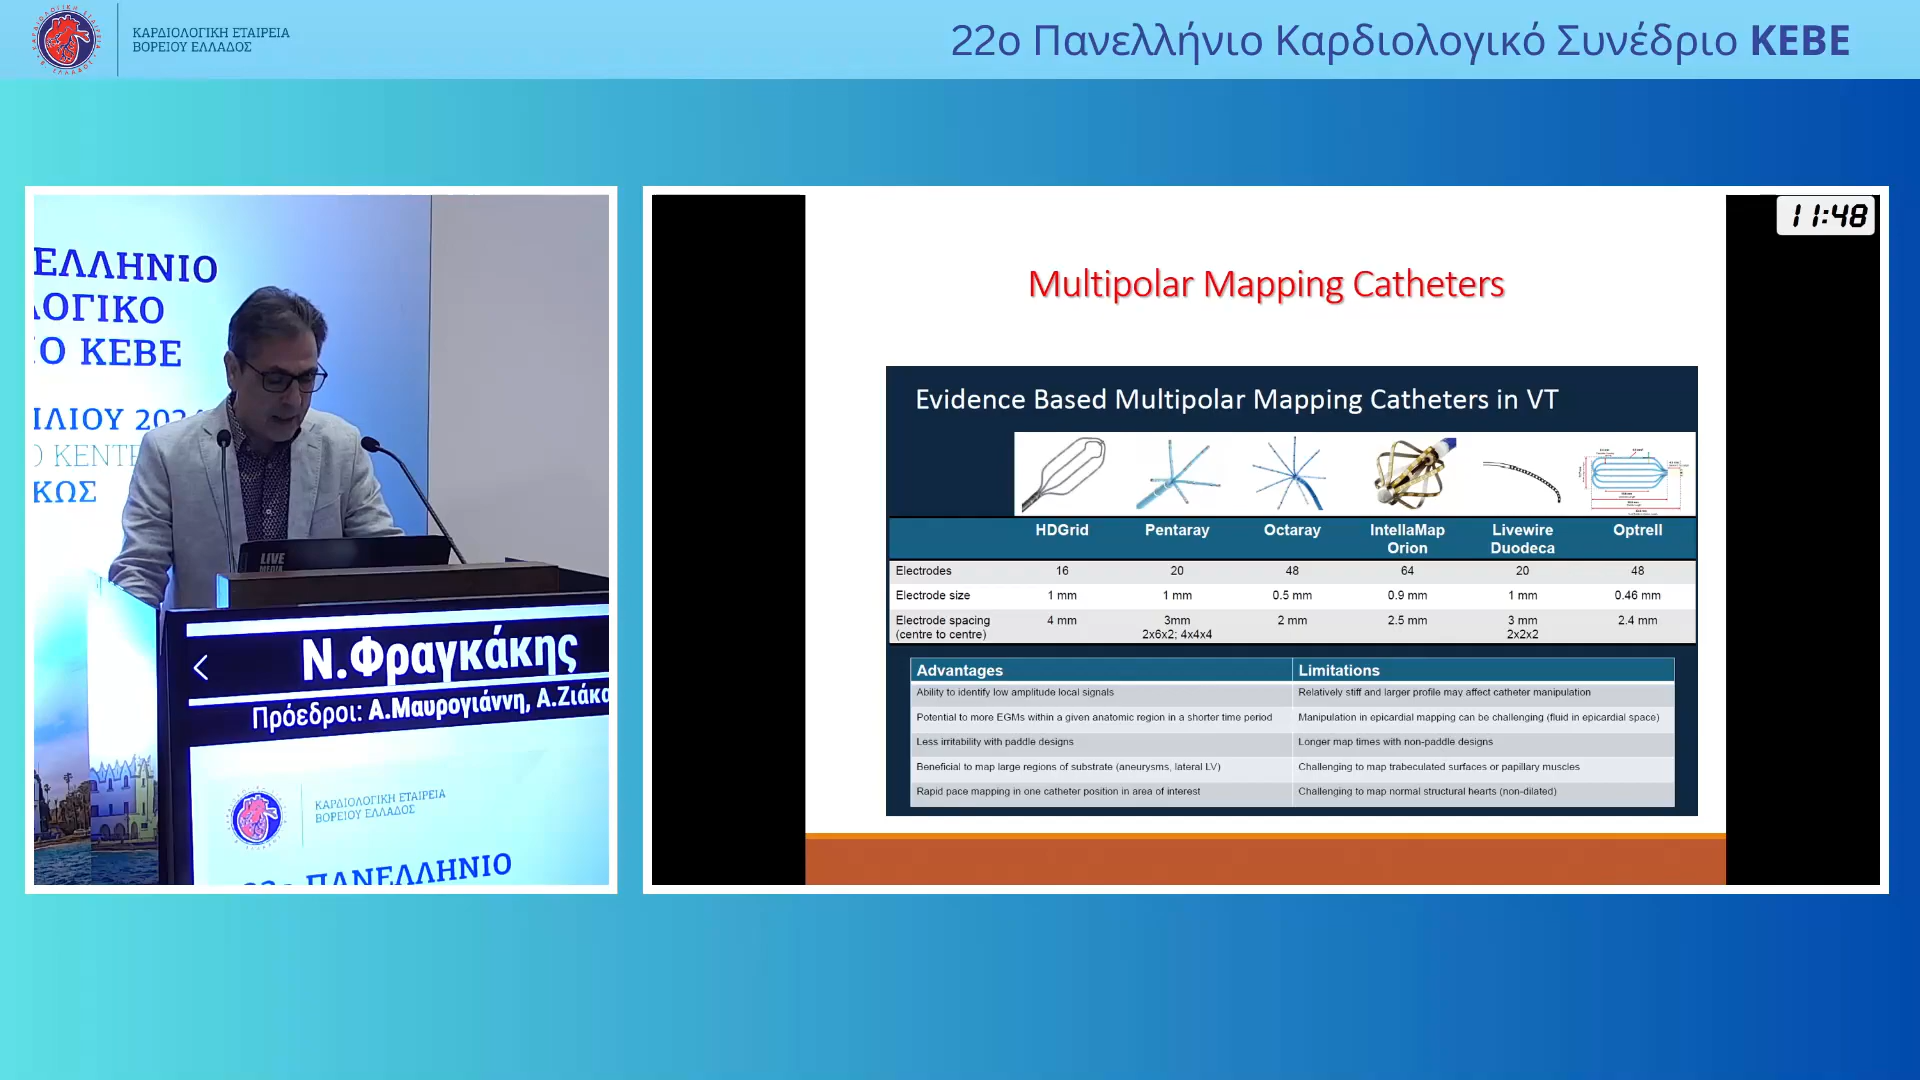 ΚΑΡΔΙΟΛΟΓΙΚΗ ΕΤΑΙΡΕΙΑ
ΒΟΡΕΙΟΥ ΕΛΛΑΔΟΣ
22ο Πανελλήνιο Καρδιολογικό Συνέδριο ΚΕΒΕ
ΕΛΛΗΝΙΟ
ΛΟΓΙΚΟ
Ο ΚΕΒΕ
ΙΛΙΟΥ
Ο ΚΕΝΤΡ
ΚΩΣ
LIVE
MEDIA
Ν.Φραγκάκης
Πρόεδροι: Α.Μαυρογιάννη, Α.Ζιάκα
ΚΑΡΔΙΟΛΟΓΙΚΗ ΕΤΑΙΡΕΙΑ
ΒΟΡΕΙΟΥ ΕΛΛΑΔΟΣ
22ο ΠΑΝΕΛΛΗΝΙΟ
11:48
Multipolar Mapping Catheters
Evidence Based Multipolar Mapping Catheters in VT
HDGrid Pentaray Octaray IntellaMap Orion Livewire Duodeca Optrell
Electrodes 16 20 48 64 20 48
Electrode size 1 mm 1 mm 0.5 mm 0.9 mm 1 mm 0.46 mm
Electrode spacing (centre to centre) 4 mm 3mm 2x6x2; 4x4x4 2 mm 2.5 mm 3 mm 2x2x2 2.4 mm
Advantages Limitations
Ability to identify low amplitude local signals Relatively stiff and larger profile may affect catheter manipulation
Potential to more EGMs within a given anatomic region in a shorter time period Manipulation in epicardial mapping can be challenging (fluid in epicardial space)
Less irritability with paddle designs Longer map times with non-paddle designs
Beneficial to map large regions of substrate (aneurysms, lateral LV) Challenging to map trabeculated surfaces or papillary muscles
Rapid pace mapping in one catheter position in area of interest Challenging to map normal structural hearts (non-dilated)